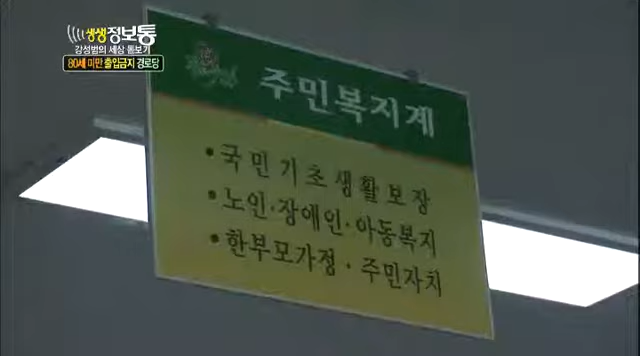 생생정보통
강성범의 세상 돋보기
80세 미만 출입금지 경로당
주민복지계
•국민기초생활보장
•노인·장애인·아동복지
•한부모가정·주민자치